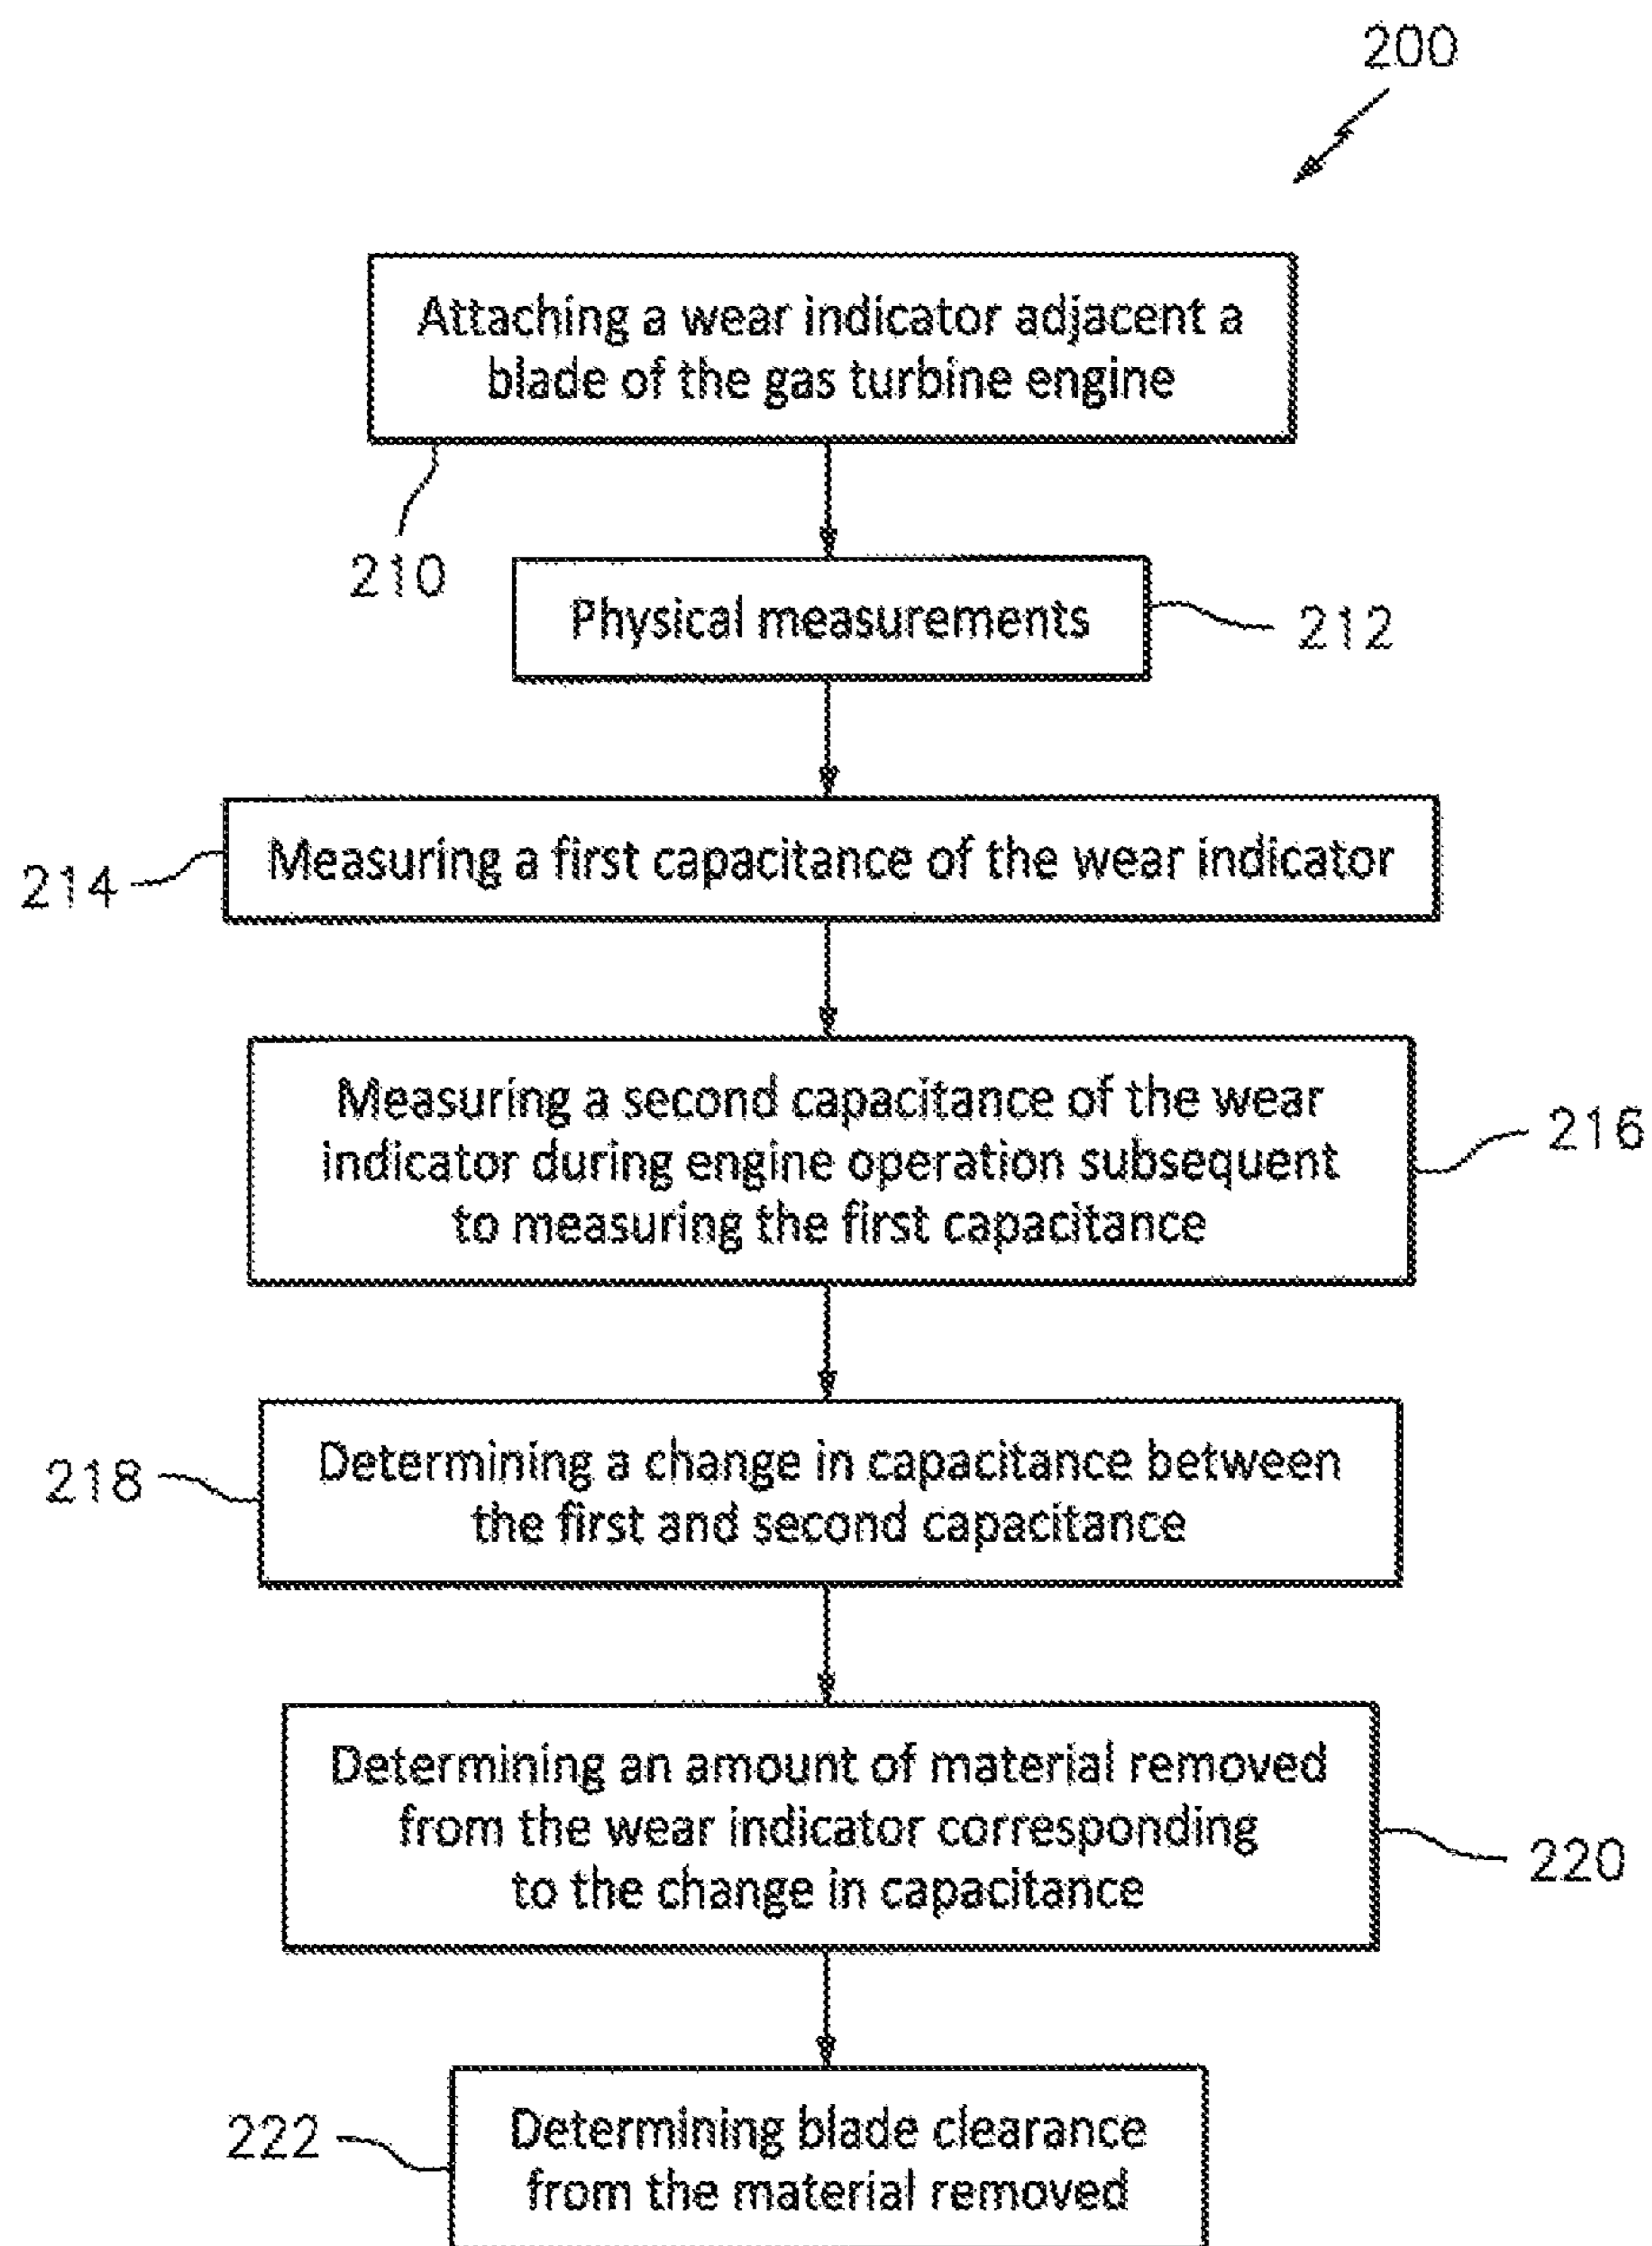 200
Attaching a wear indicator adjacent a
blade of the gas turbine engine
210
Physical measurements
212
214
Measuring a first capacitance of the wear indicator
Measuring a second capacitance of the wear
indicator during engine operation subsequent
to measuring the first capacitance
216
218
Determining a change in capacitance between
the first and second capacitance
Determining an amount of material removed
from the wear indicator corresponding
to the change in capacitance
220
222
Determining blade clearance
from the material removed